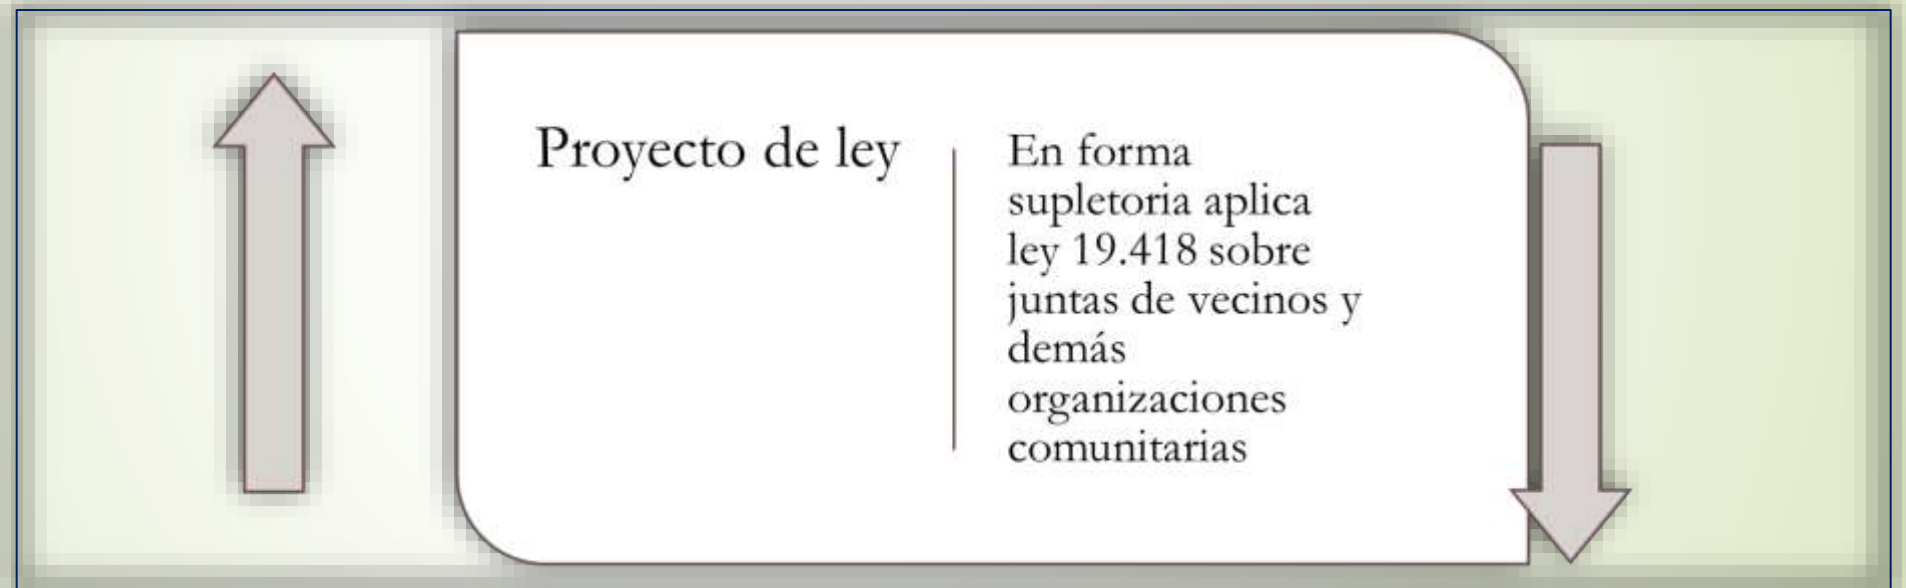 Proyecto de ley
En forma
supletoria aplica
ley 19.418 sobre
juntas de vecinos y
demás
organizaciones
comunitarias